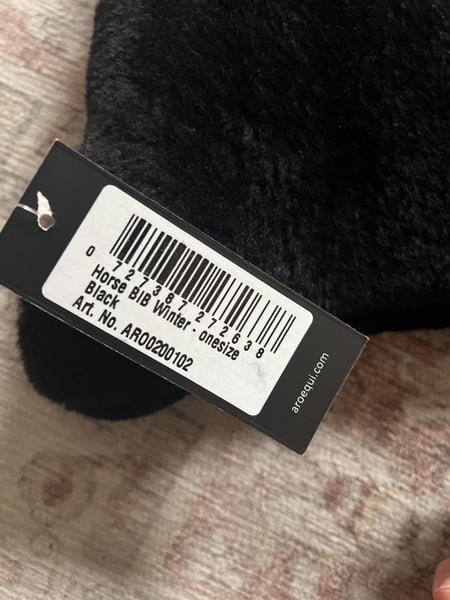 0 727387 272638
Horse BIB Winter - onesize
Black
Art. No. ARO0200102
aroequi.com